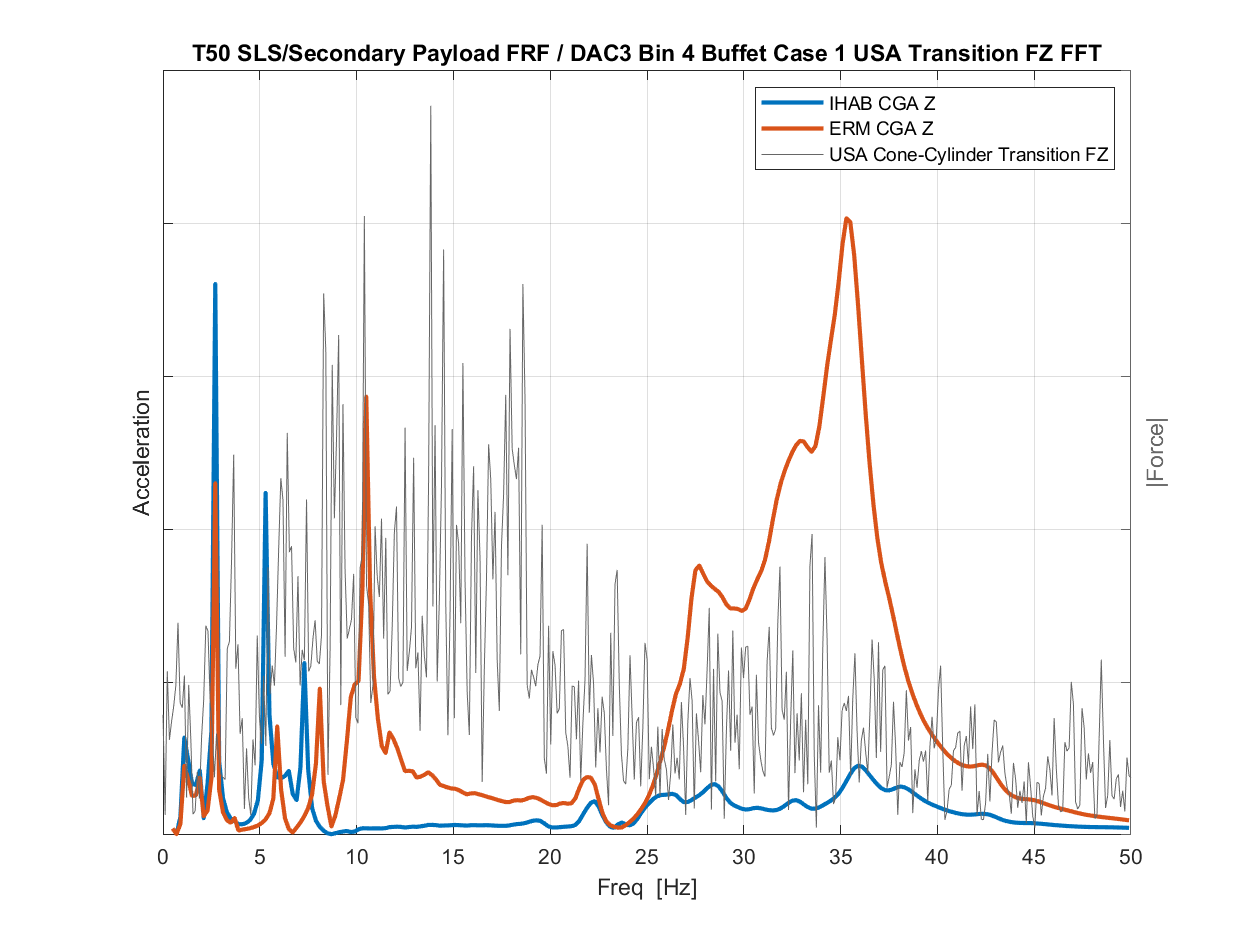 T50 SLS/Secondary Payload FRF / DAC3 Bin 4 Buffet Case 1 USA Transition FZ FFT
IHAB CGA Z
ERM CGA Z
USA Cone-Cylinder Transition FZ
Acceleration
|Force|
0 5 10 15 20 25 30 35 40 45 50
Freq [Hz]